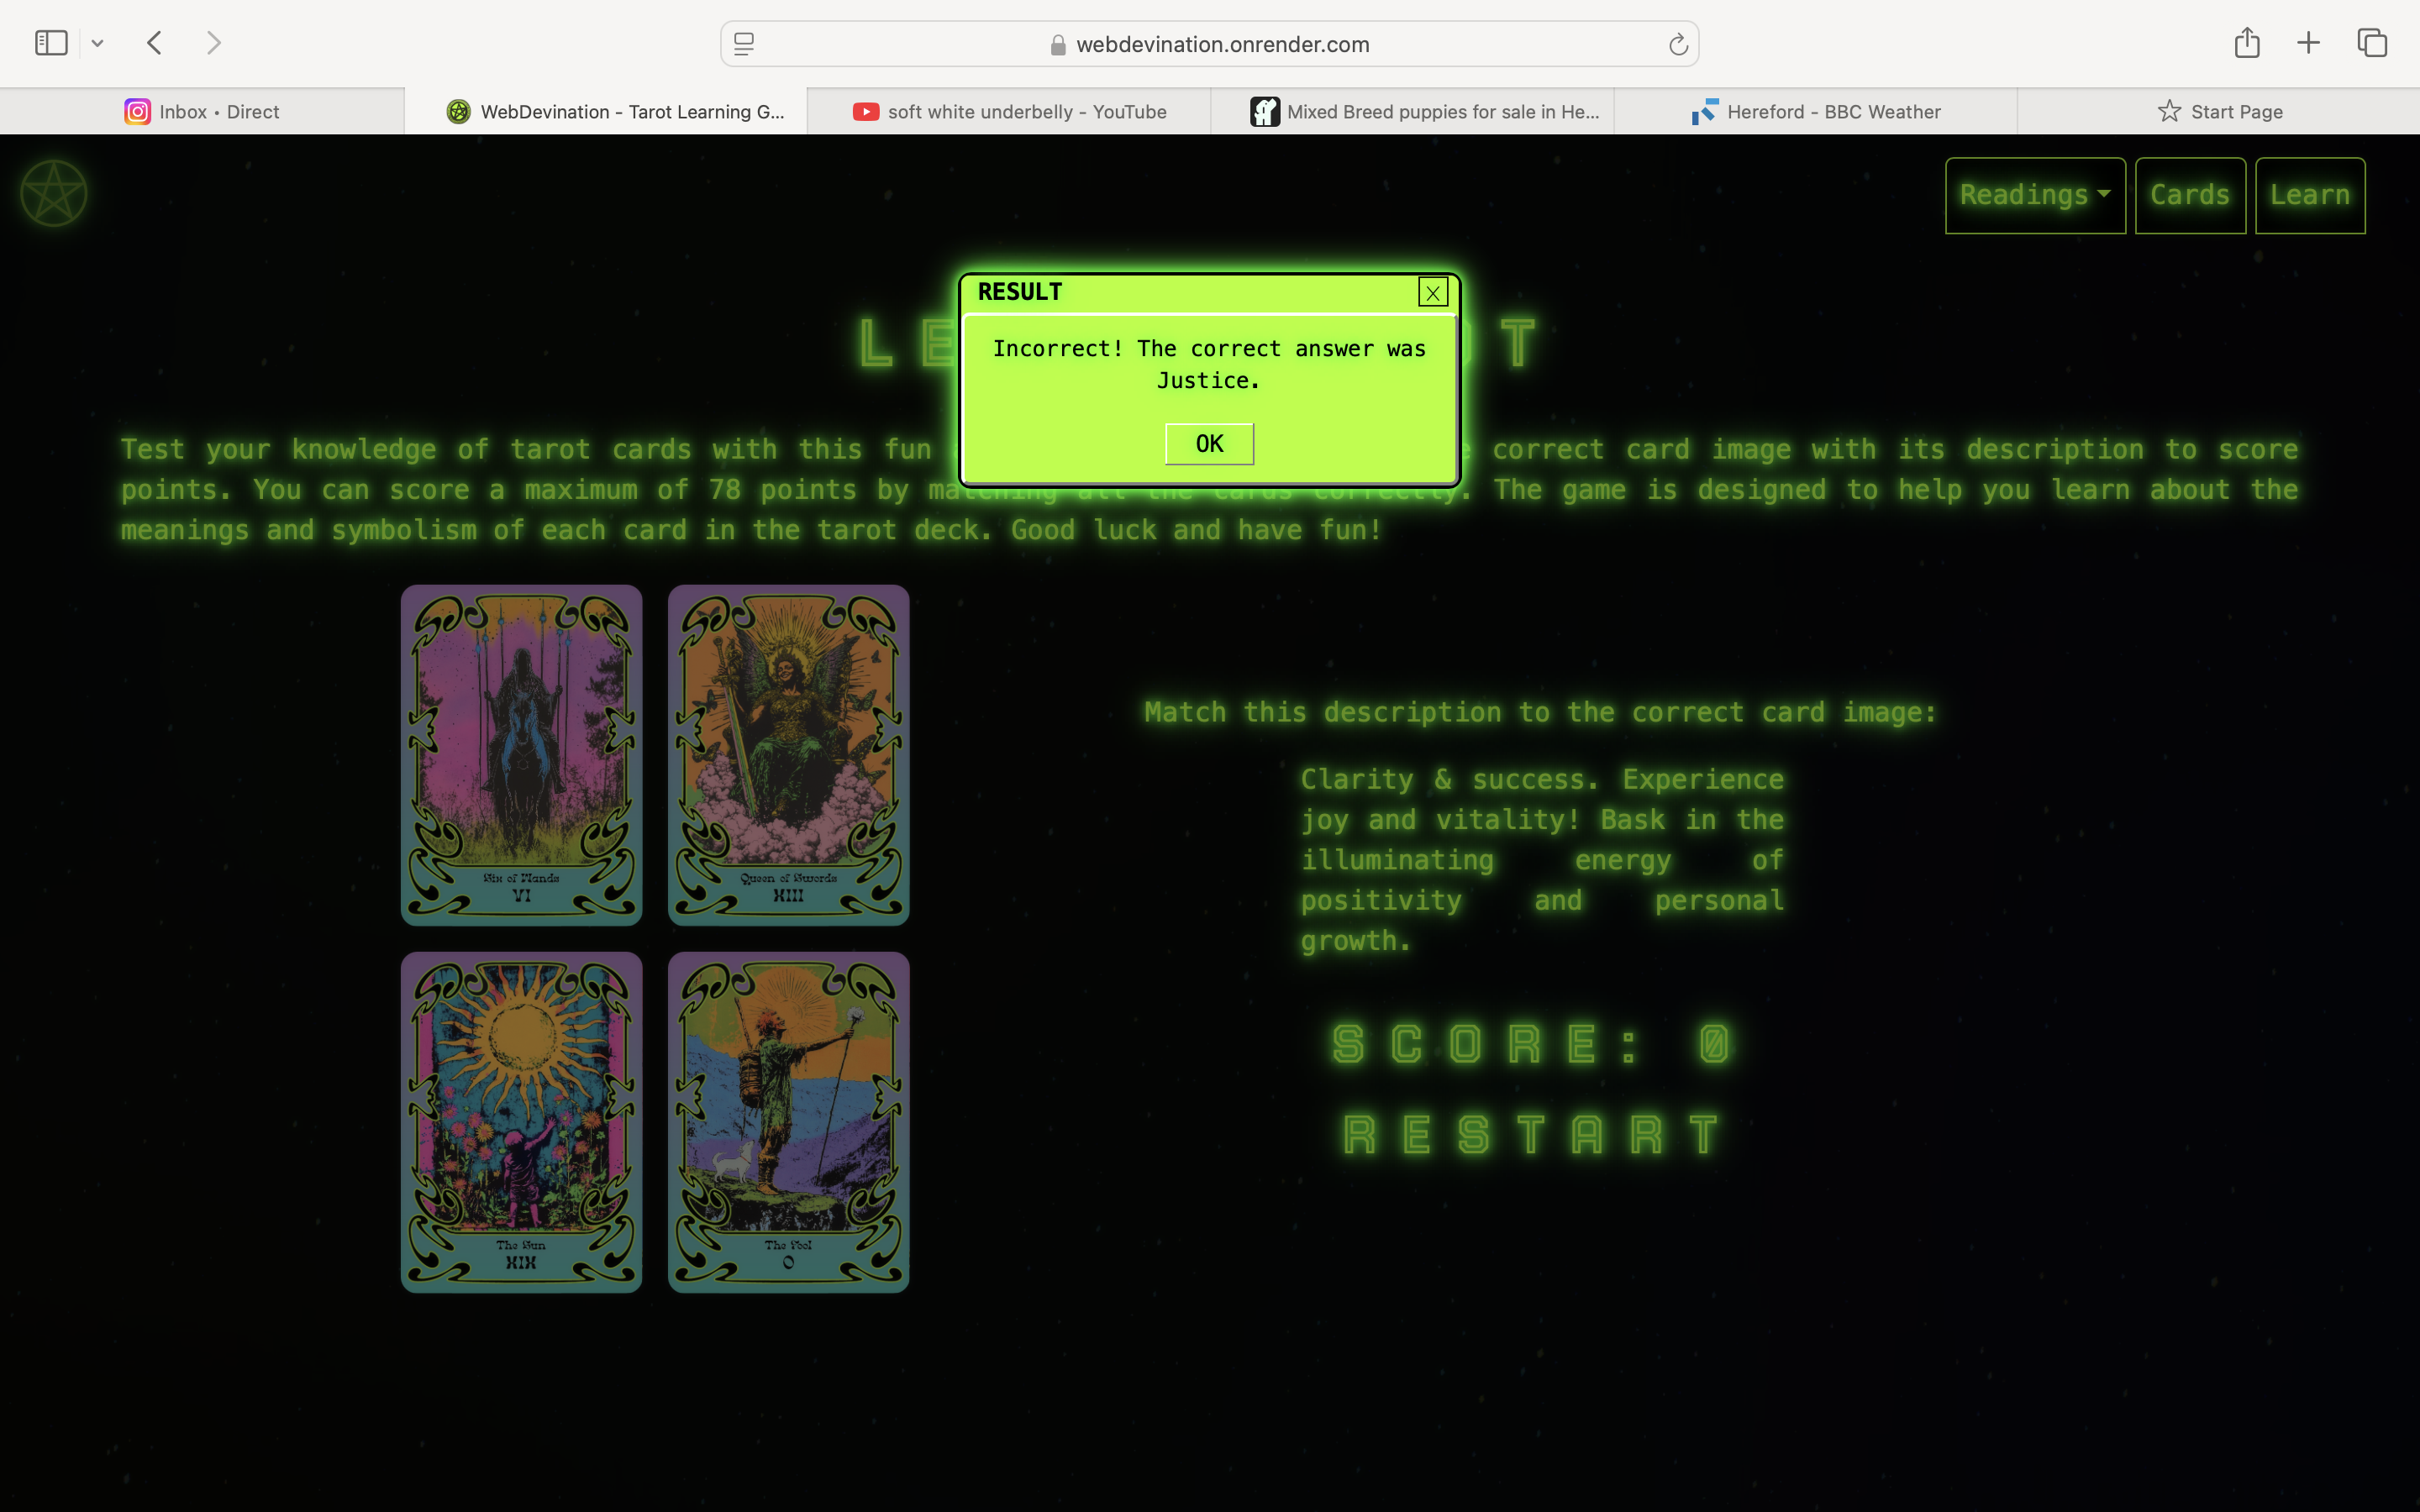 webdevination.onrender.com
Inbox • Direct
WebDevination - Tarot Learning G...
soft white underbelly - YouTube
Mixed Breed puppies for sale in He...
Hereford - BBC Weather
Start Page
Readings
Cards
Learn
RESULT
Incorrect! The correct answer was
Justice.
OK
LE T
Test your knowledge of tarot cards with this fun correct card image with its description to score
points. You can score a maximum of 78 points by matching all the cards correctly. The game is designed to help you learn about the
meanings and symbolism of each card in the tarot deck. Good luck and have fun!
Six of Wands
VI
Queen of Swords
XIII
The Sun
XIX
The Fool
0
Match this description to the correct card image:
Clarity & success. Experience
joy and vitality! Bask in the
illuminating energy of
positivity and personal
growth.
SCORE: 0
RESTART